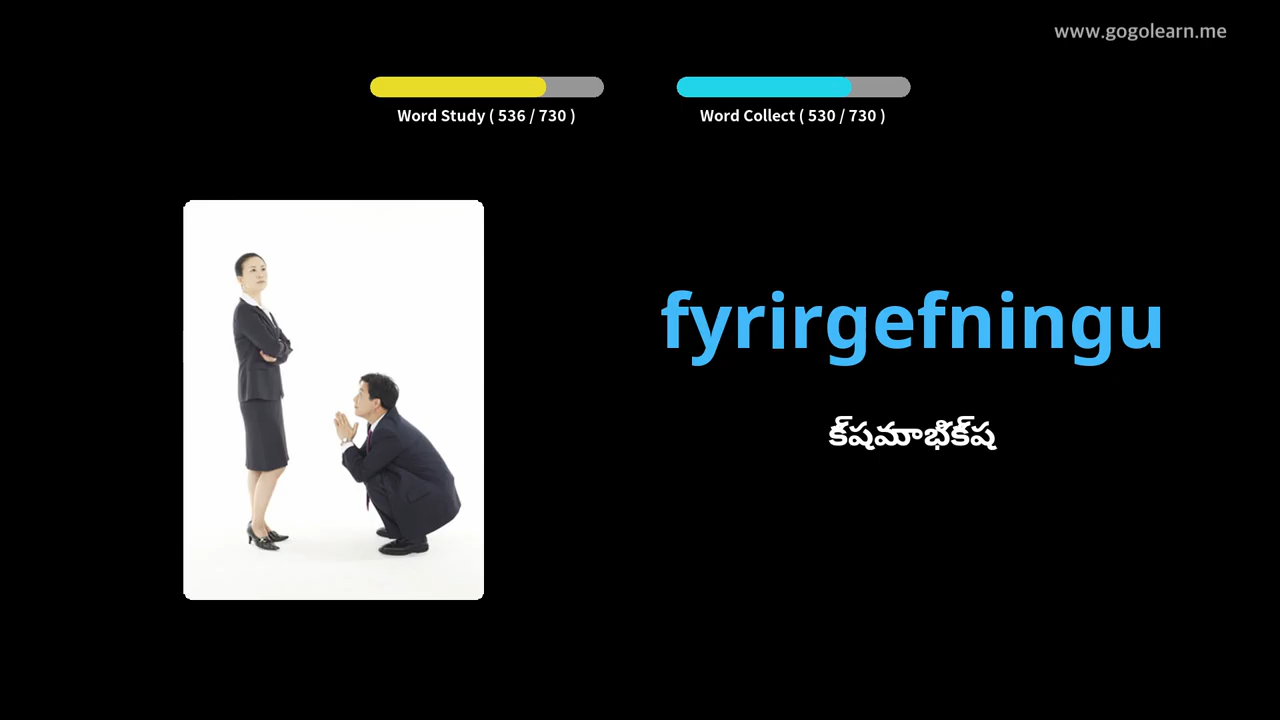 www.gogolearn.me
Word Study ( 536 / 730 )
Word Collect ( 530 / 730 )
fyrirgefningu
క్షమాభిక్ష